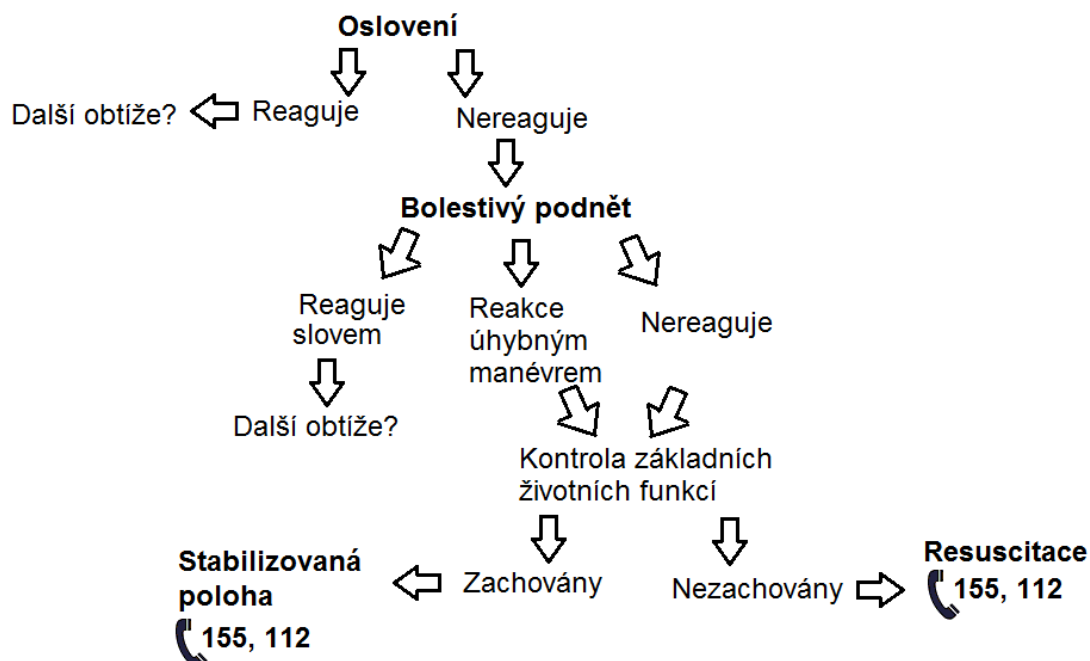 Oslovení
Další obtíže?
Reaguje
Nereaguje
Bolestivý podnět
Reaguje
slovem
Reakce
úhybným
manévrem
Nereaguje
Další obtíže?
Kontrola základních
životních funkcí
Stabilizovaná
poloha
155, 112
Zachovány
Nezachovány
Resuscitace
155, 112